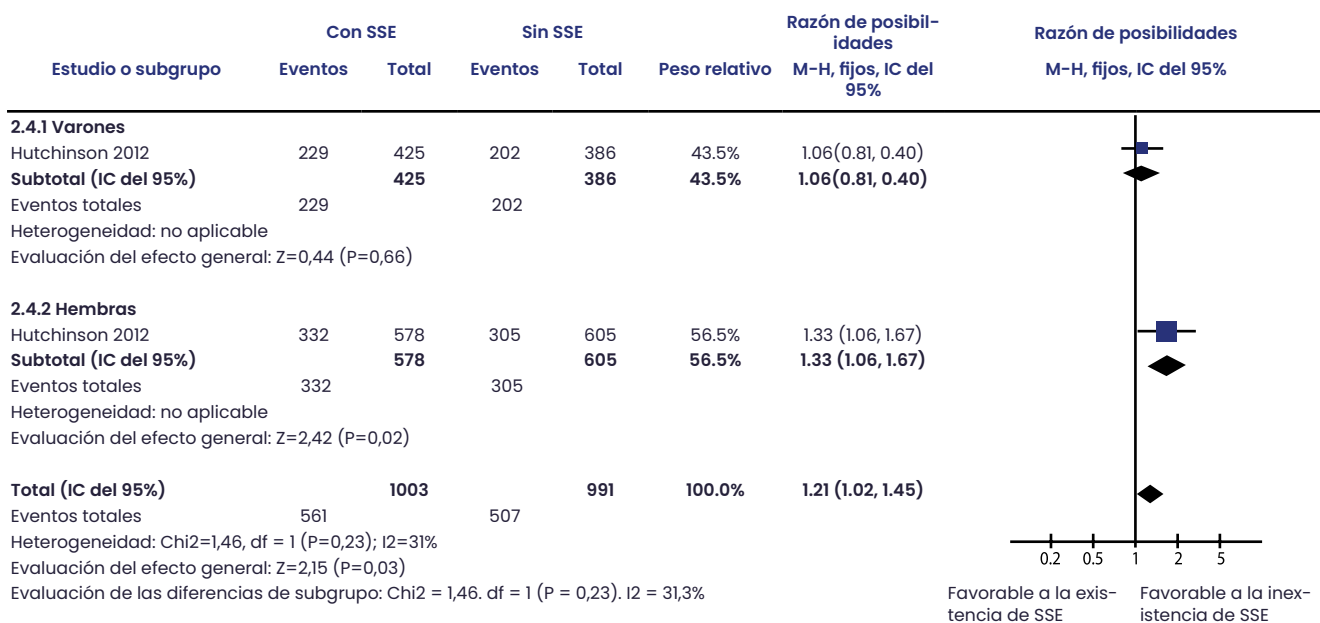 Con SSE Sin SSE Razón de posibil-
idades Razón de posibilidades
Estudio o subgrupo Eventos Total Eventos Total Peso relativo M-H, fijos, IC del
95% M-H, fijos, IC del 95%
2.4.1 Varones
Hutchinson 2012 229 425 202 386 43.5% 1.06(0.81, 0.40)
Subtotal (IC del 95%) 425 386 43.5% 1.06(0.81, 0.40)
Eventos totales 229 202
Heterogeneidad: no aplicable
Evaluación del efecto general: Z=0,44 (P=0,66)
2.4.2 Hembras
Hutchinson 2012 332 578 305 605 56.5% 1.33 (1.06, 1.67)
Subtotal (IC del 95%) 578 605 56.5% 1.33 (1.06, 1.67)
Eventos totales 332 305
Heterogeneidad: no aplicable
Evaluación del efecto general: Z=2,42 (P=0,02)
Total (IC del 95%) 1003 991 100.0% 1.21 (1.02, 1.45)
Eventos totales 561 507
Heterogeneidad: Chi2=1,46, df = 1 (P=0,23); I2=31%
Evaluación del efecto general: Z=2,15 (P=0,03)
Evaluación de las diferencias de subgrupo: Chi2 = 1,46. df = 1 (P = 0,23). I2 = 31,3%
0.2 0.5 1 2 5
Favorable a la exis-
tencia de SSE
Favorable a la inex-
istencia de SSE